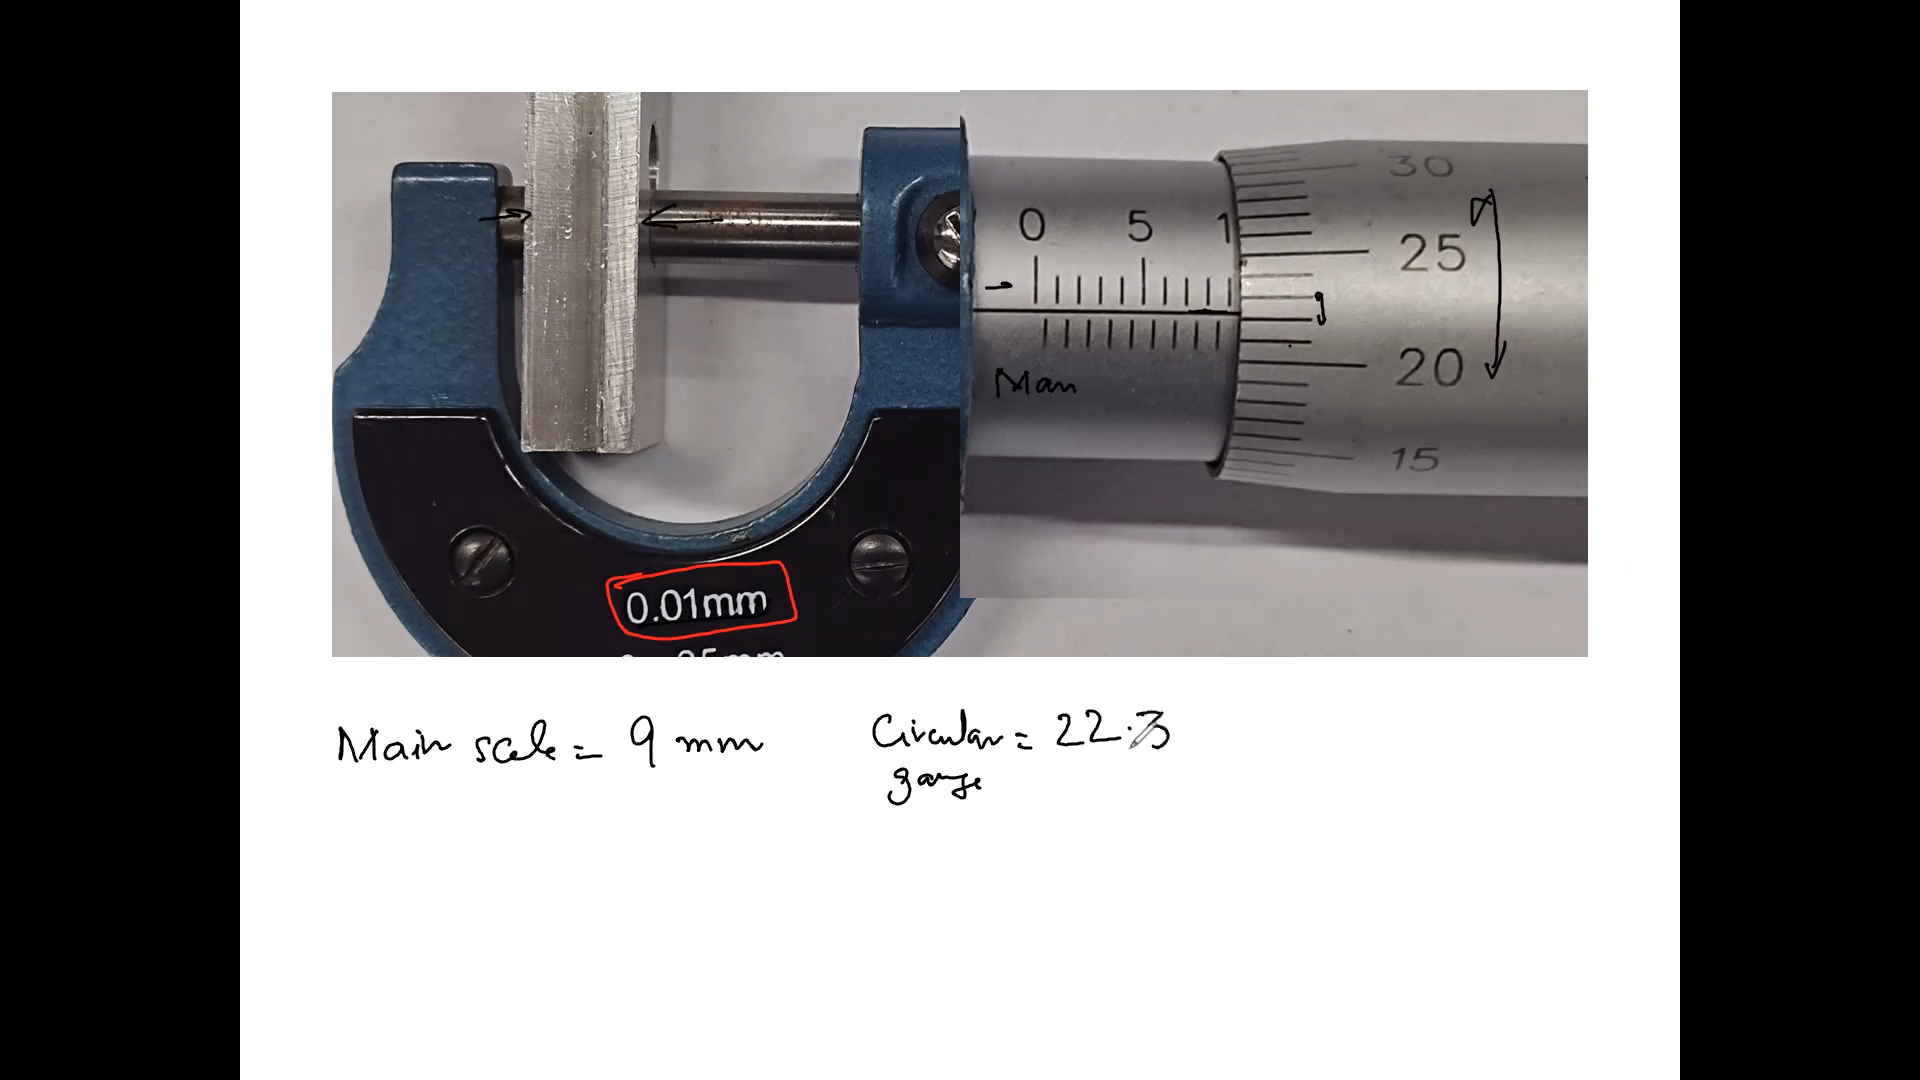 0 5 1
30
25
20
15
Man
0.01mm
Main scale = 9 mm
Circular = 22.3
gauge